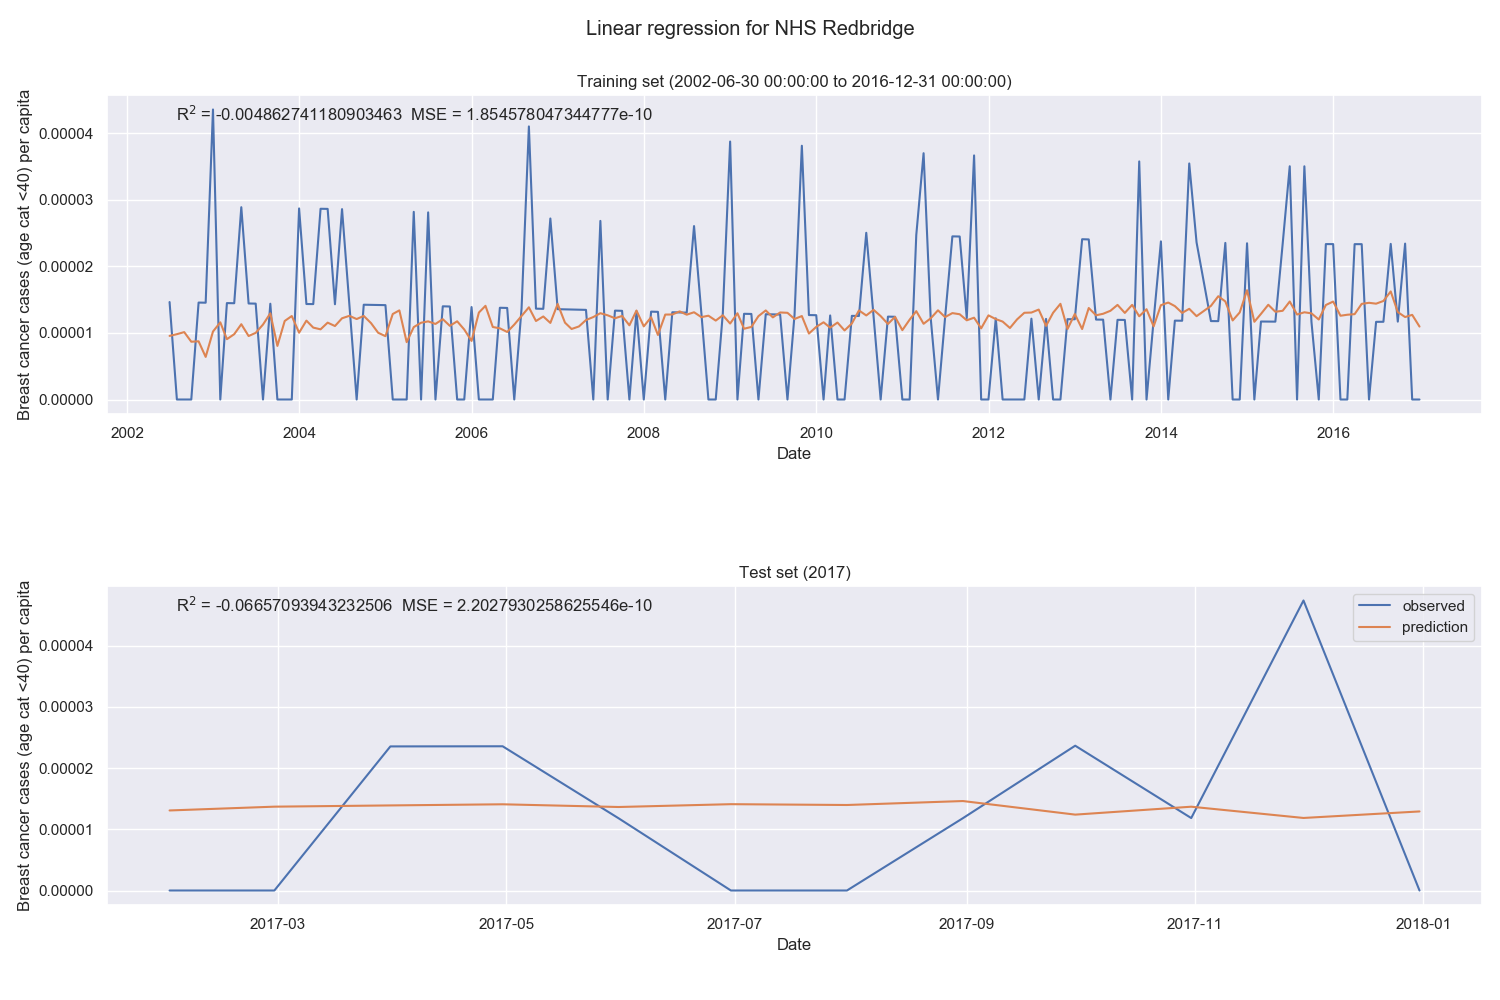 Linear regression for NHS Redbridge
Training set (2002-06-30 00:00:00 to 2016-12-31 00:00:00)
R² = -0.004862741180903463 MSE = 1.854578047344777e-10
Breast cancer cases (age cat <40) per capita
0.00004
0.00003
0.00002
0.00001
0.00000
2002 2004 2006 2008 2010 2012 2014 2016
Date
Test set (2017)
R² = -0.06657093943232506 MSE = 2.2027930258625546e-10
observed
prediction
Breast cancer cases (age cat <40) per capita
0.00004
0.00003
0.00002
0.00001
0.00000
2017-03 2017-05 2017-07 2017-09 2017-11 2018-01
Date